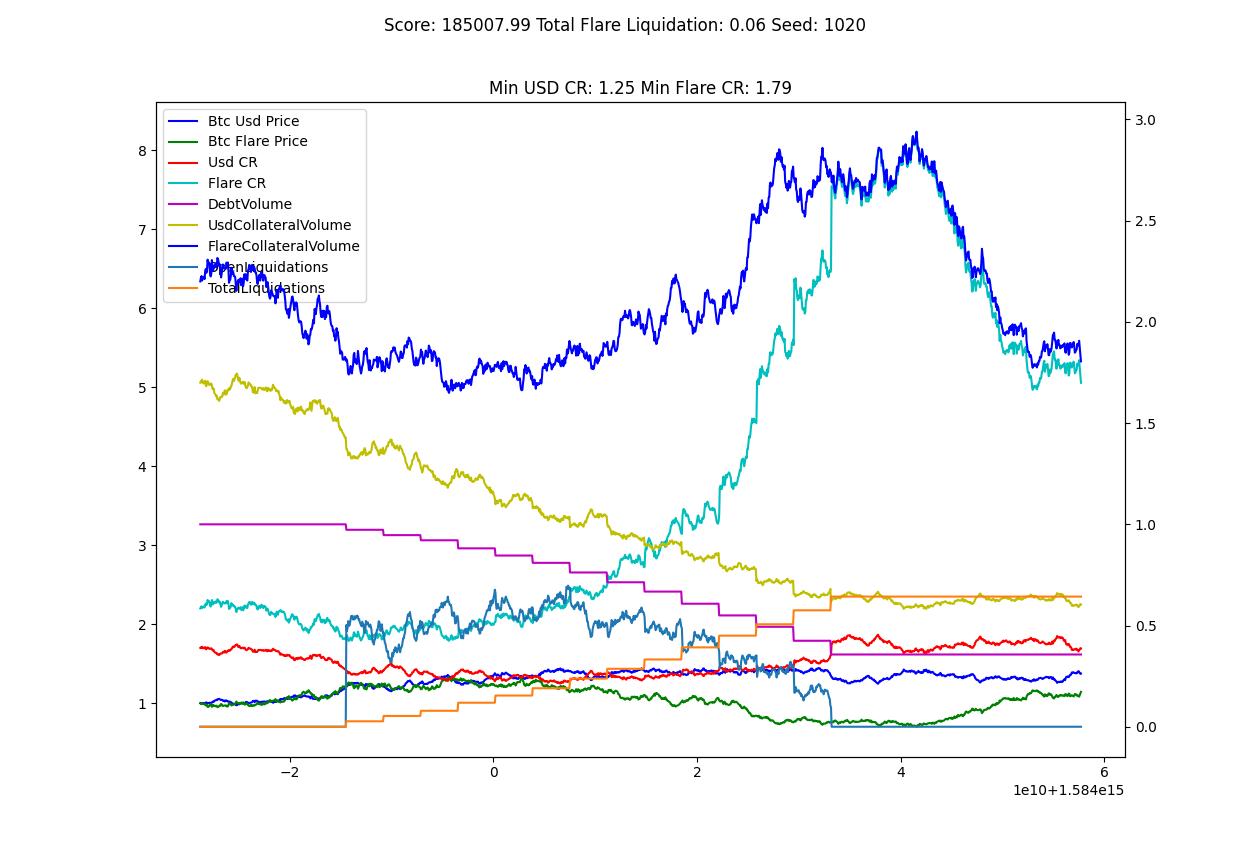 Score: 185007.99 Total Flare Liquidation: 0.06 Seed: 1020
Min USD CR: 1.25 Min Flare CR: 1.79
Btc Usd Price
Btc Flare Price
Usd CR
Flare CR
DebtVolume
UsdCollateralVolume
FlareCollateralVolume
OpenLiquidations
TotalLiquidations
8
7
6
5
4
3
2
1
3.0
2.5
2.0
1.5
1.0
0.5
0.0
−2 0 2 4 6
1e10+1.584e15